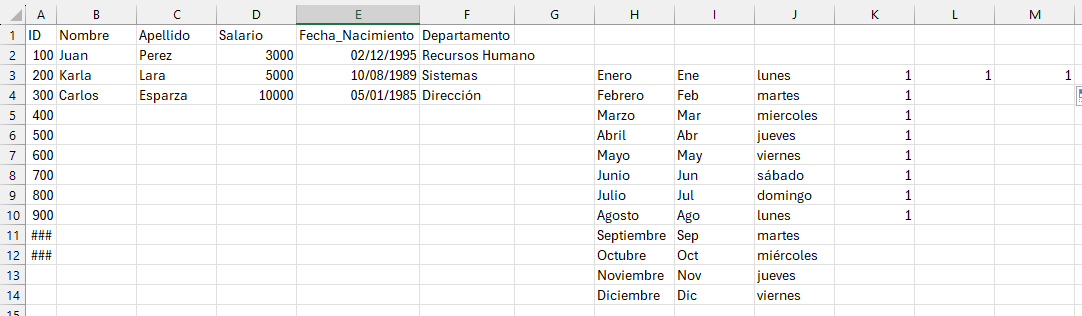 A B C D E F G H I J K L M
1 ID Nombre Apellido Salario Fecha_Nacimiento Departamento
2 100 Juan Perez 3000 02/12/1995 Recursos Humano
3 200 Karla Lara 5000 10/08/1989 Sistemas Enero Ene lunes 1 1 1
4 300 Carlos Esparza 10000 05/01/1985 Dirección Febrero Feb martes 1
5 400 Marzo Mar miercoles 1
6 500 Abril Abr jueves 1
7 600 Mayo May viernes 1
8 700 Junio Jun sábado 1
9 800 Julio Jul domingo 1
10 900 Agosto Ago lunes 1
11 ### Septiembre Sep martes
12 ### Octubre Oct miércoles
13 Noviembre Nov jueves
14 Diciembre Dic viernes
15